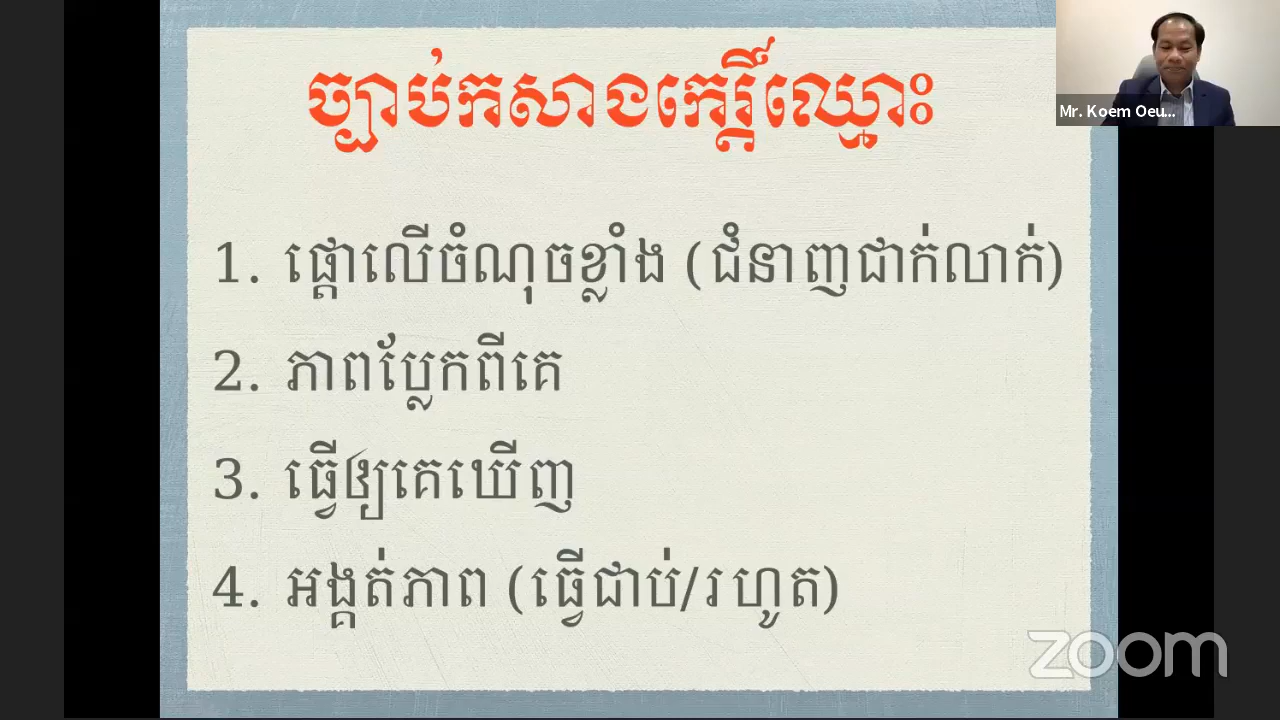 ច្បាប់កសាងកេរ្តិ៍ឈ្មោះ
Mr. Koem Oeu...
1. ផ្តោលើចំណុចខ្លាំង (ជំនាញជាក់លាក់)
2. ភាពប្លែកពីគេ
3. ធ្វើឲ្យគេឃើញ
4. អង្គត់ភាព (ធ្វើជាប់/រហូត)
zoom